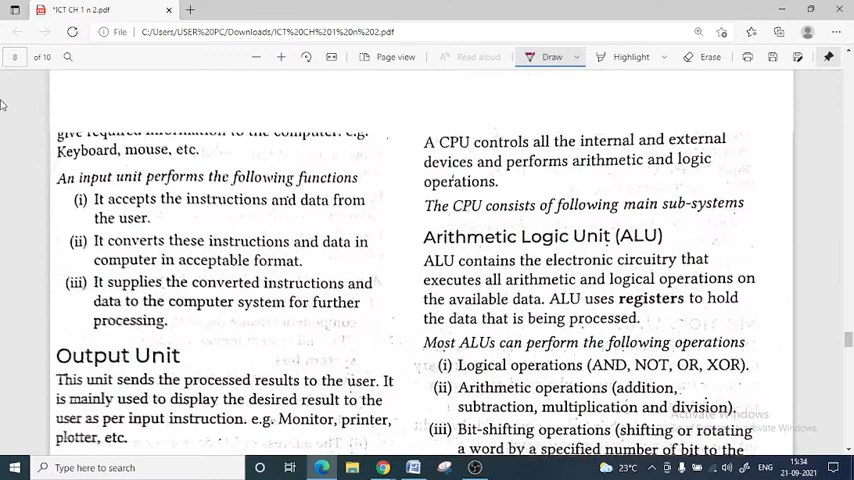 *ICT CH 1 n 2.pdf
File
C:/Users/USER%20PC/Downloads/ICT%20CH%201%20n%202.pdf
8 of 10
Page view
Read aloud
Draw
Highlight
Erase
give required information to the computer. e.g.
Keyboard, mouse, etc.
An input unit performs the following functions
(i) It accepts the instructions and data from
the user.
(ii) It converts these instructions and data in
computer in acceptable format.
(iii) It supplies the converted instructions and
data to the computer system for further
processing.
Output Unit
This unit sends the processed results to the user. It
is mainly used to display the desired result to the
user as per input instruction. e.g. Monitor, printer,
plotter, etc.
A CPU controls all the internal and external
devices and performs arithmetic and logic
operations.
The CPU consists of following main sub-systems
Arithmetic Logic Unit (ALU)
ALU contains the electronic circuitry that
executes all arithmetic and logical operations on
the available data. ALU uses registers to hold
the data that is being processed.
Most ALUs can perform the following operations
(i) Logical operations (AND, NOT, OR, XOR).
(ii) Arithmetic operations (addition,
subtraction, multiplication and division).
(iii) Bit-shifting operations (shifting or rotating
a word by a specified number of bit to the
Activate Windows
Activate Windows.
Type here to search
23°C
ENG
15:34
21-09-2021